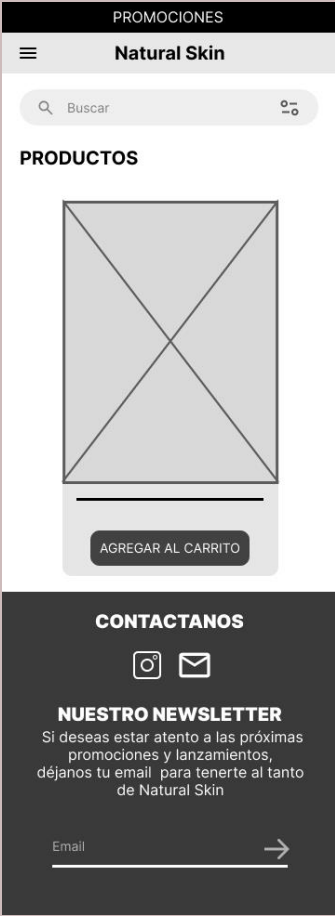 PROMOCIONES
Natural Skin
Buscar
PRODUCTOS
AGREGAR AL CARRITO
CONTACTANOS
NUESTRO NEWSLETTER
Si deseas estar atento a las próximas
promociones y lanzamientos,
déjanos tu email  para tenerte al tanto
de Natural Skin
Email